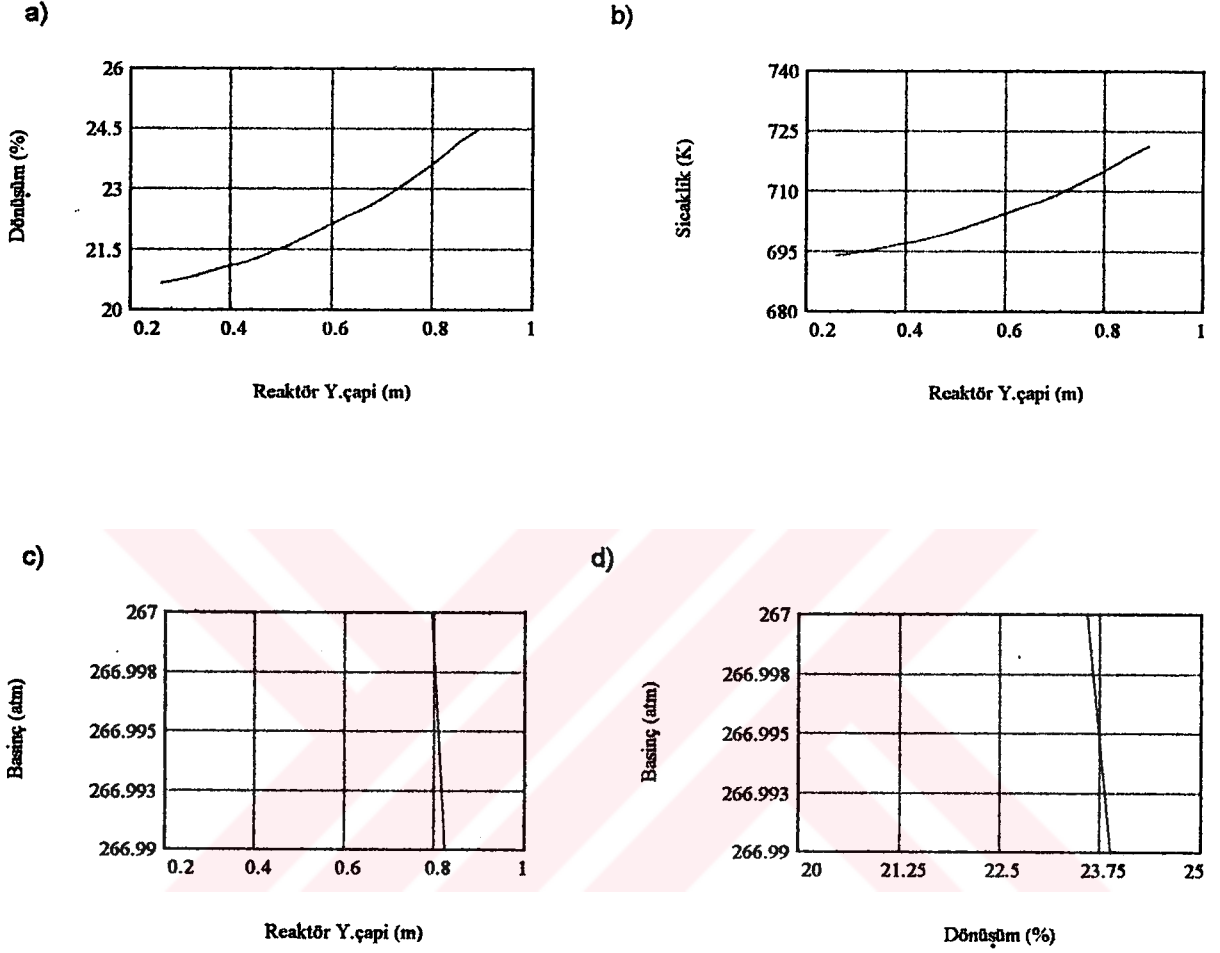 a)
Dönüşüm (%)
26
24.5
23
21.5
20
0.2 0.4 0.6 0.8 1
Reaktör Y.çapi (m)
b)
Sicaklik (K)
740
725
710
695
680
0.2 0.4 0.6 0.8 1
Reaktör Y.çapi (m)
c)
Basinç (atm)
267
266.998
266.995
266.993
266.99
0.2 0.4 0.6 0.8 1
Reaktör Y.çapi (m)
d)
Basinç (atm)
267
266.998
266.995
266.993
266.99
20 21.25 22.5 23.75 25
Dönüşüm (%)